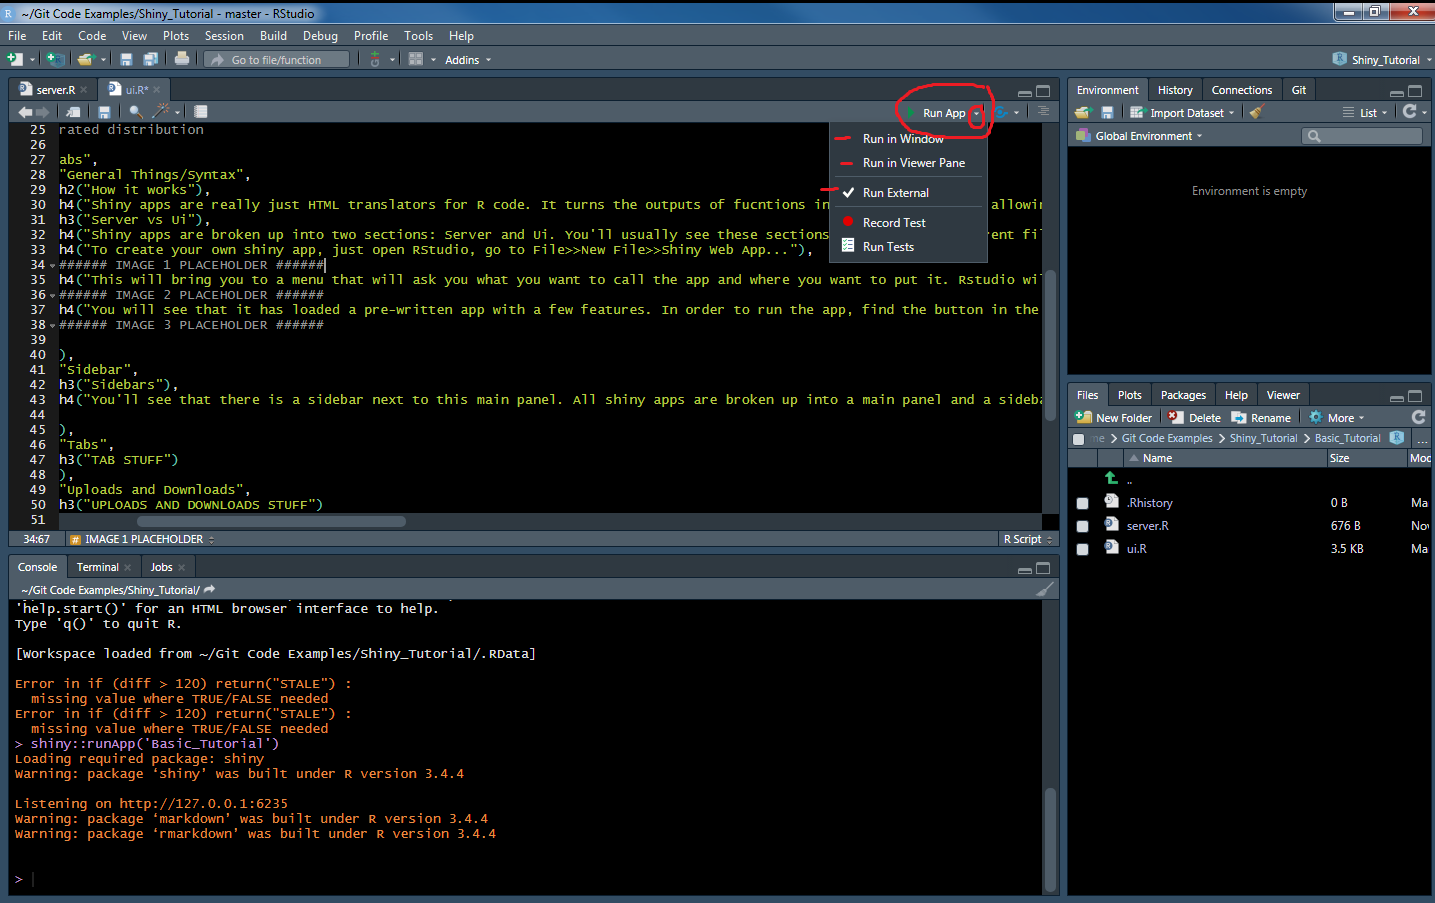 ~/Git Code Examples/Shiny_Tutorial - master - RStudio
File Edit Code View Plots Session Build Debug Profile Tools Help
Go to file/function Addins Shiny_Tutorial
server.R ui.R*
Run App
Run in Window
Run in Viewer Pane
Run External
Record Test
Run Tests
25 rated distribution
26
27 abs",
28 "General Things/Syntax",
29 h2("How it works"),
30 h4("Shiny apps are really just HTML translators for R code. It turns the outputs of fucntions in allowin
31 h3("Server vs Ui"),
32 h4("Shiny apps are broken up into two sections: Server and Ui. You'll usually see these sections rent fil
33 h4("To create your own shiny app, just open RStudio, go to File>>New File>>Shiny Web App..."),
34 ###### IMAGE 1 PLACEHOLDER ######
35 h4("This will bring you to a menu that will ask you what you want to call the app and where you want to put it. Rstudio wil
36 ###### IMAGE 2 PLACEHOLDER ######
37 h4("You will see that it has loaded a pre-written app with a few features. In order to run the app, find the button in the
38 ###### IMAGE 3 PLACEHOLDER ######
39
40 ),
41 "Sidebar",
42 h3("Sidebars"),
43 h4("You'll see that there is a sidebar next to this main panel. All shiny apps are broken up into a main panel and a sideba
44
45 ),
46 "Tabs",
47 h3("TAB STUFF")
48 ),
49 "Uploads and Downloads",
50 h3("UPLOADS AND DOWNLOADS STUFF")
51
34:67 # IMAGE 1 PLACEHOLDER R Script
Console Terminal Jobs
~/Git Code Examples/Shiny_Tutorial/
'help.start()' for an HTML browser interface to help.
Type 'q()' to quit R.
[Workspace loaded from ~/Git Code Examples/Shiny_Tutorial/.RData]
Error in if (diff > 120) return("STALE") :
missing value where TRUE/FALSE needed
Error in if (diff > 120) return("STALE") :
missing value where TRUE/FALSE needed
> shiny::runApp('Basic_Tutorial')
Loading required package: shiny
Warning: package ‘shiny’ was built under R version 3.4.4
Listening on http://127.0.0.1:6235
Warning: package ‘markdown’ was built under R version 3.4.4
Warning: package ‘rmarkdown’ was built under R version 3.4.4
>
Environment History Connections Git
Import Dataset List
Global Environment
Environment is empty
Files Plots Packages Help Viewer
New Folder Delete Rename More
me > Git Code Examples > Shiny_Tutorial > Basic_Tutorial R ...
Name Size Mod
..
.Rhistory 0 B Ma
server.R 676 B Nov
ui.R 3.5 KB Ma